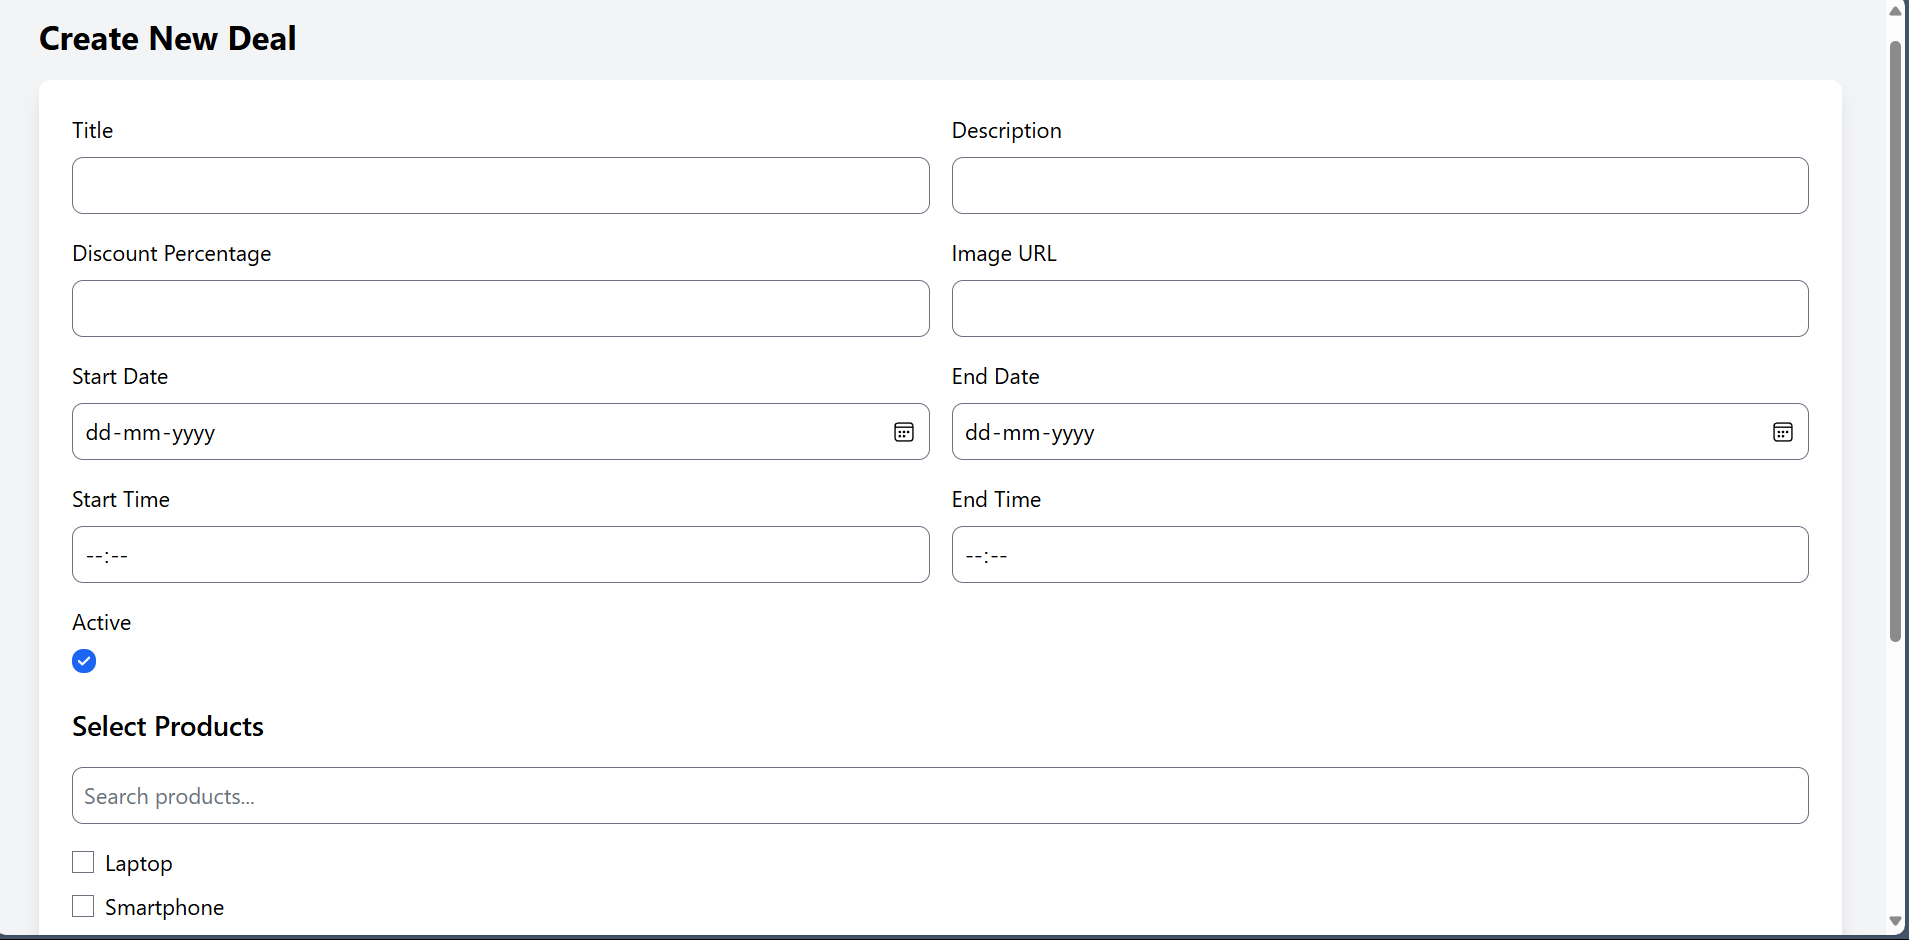 Create New Deal
Title
Description
Discount Percentage
Image URL
Start Date
End Date
dd-mm-yyyy
dd-mm-yyyy
Start Time
End Time
--:--
--:--
Active
Select Products
Search products...
Laptop
Smartphone